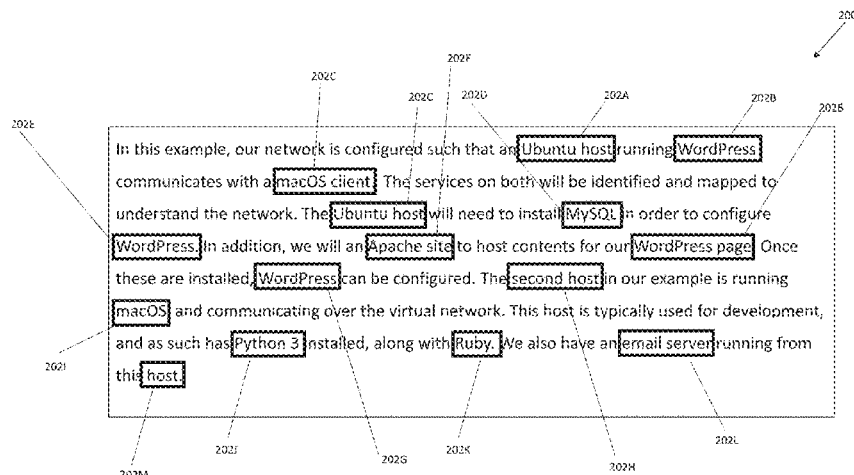 200
202F
202C
202C
202D
202A
202B
202E
202E
In this example, our network is configured such that an Ubuntu host running WordPress
communicates with a macOS client. The services on both will be identified and mapped to
understand the network. The Ubuntu host will need to install MySQL in order to configure
WordPress. In addition, we will an Apache site to host contents for our WordPress page. Once
these are installed, WordPress can be configured. The second host in our example is running
macOS and communicating over the virtual network. This host is typically used for development,
and as such has Python 3 installed, along with Ruby. We also have an email server running from
this host.
202I
202J
202G
202K
202H
202L
202M